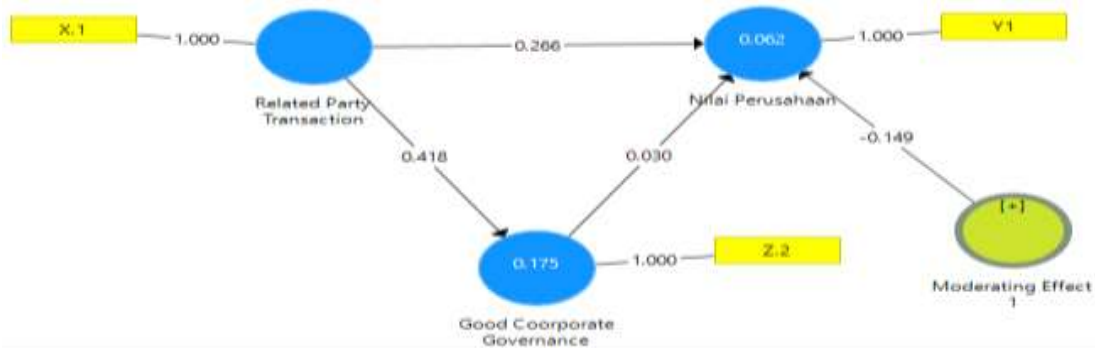 X.1
1.000
0.266
0.062
1.000
Y1
Related Party
Transaction
Nilai Perusahaan
0.418
0.030
-0.149
[+]
0.175
1.000
Z.2
Moderating Effect
1
Good Coorporate
Governance